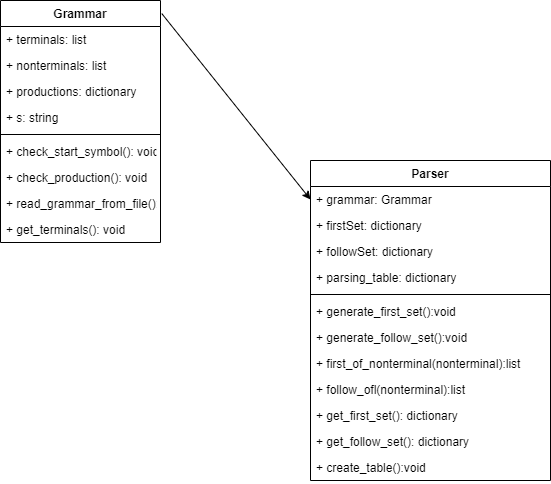 Grammar
+ terminals: list
+ nonterminals: list
+ productions: dictionary
+ s: string
+ check_start_symbol(): void
+ check_production(): void
+ read_grammar_from_file()
+ get_terminals(): void
Parser
+ grammar: Grammar
+ firstSet: dictionary
+ followSet: dictionary
+ parsing_table: dictionary
+ generate_first_set():void
+ generate_follow_set():void
+ first_of_nonterminal(nonterminal):list
+ follow_ofl(nonterminal):list
+ get_first_set(): dictionary
+ get_follow_set(): dictionary
+ create_table():void